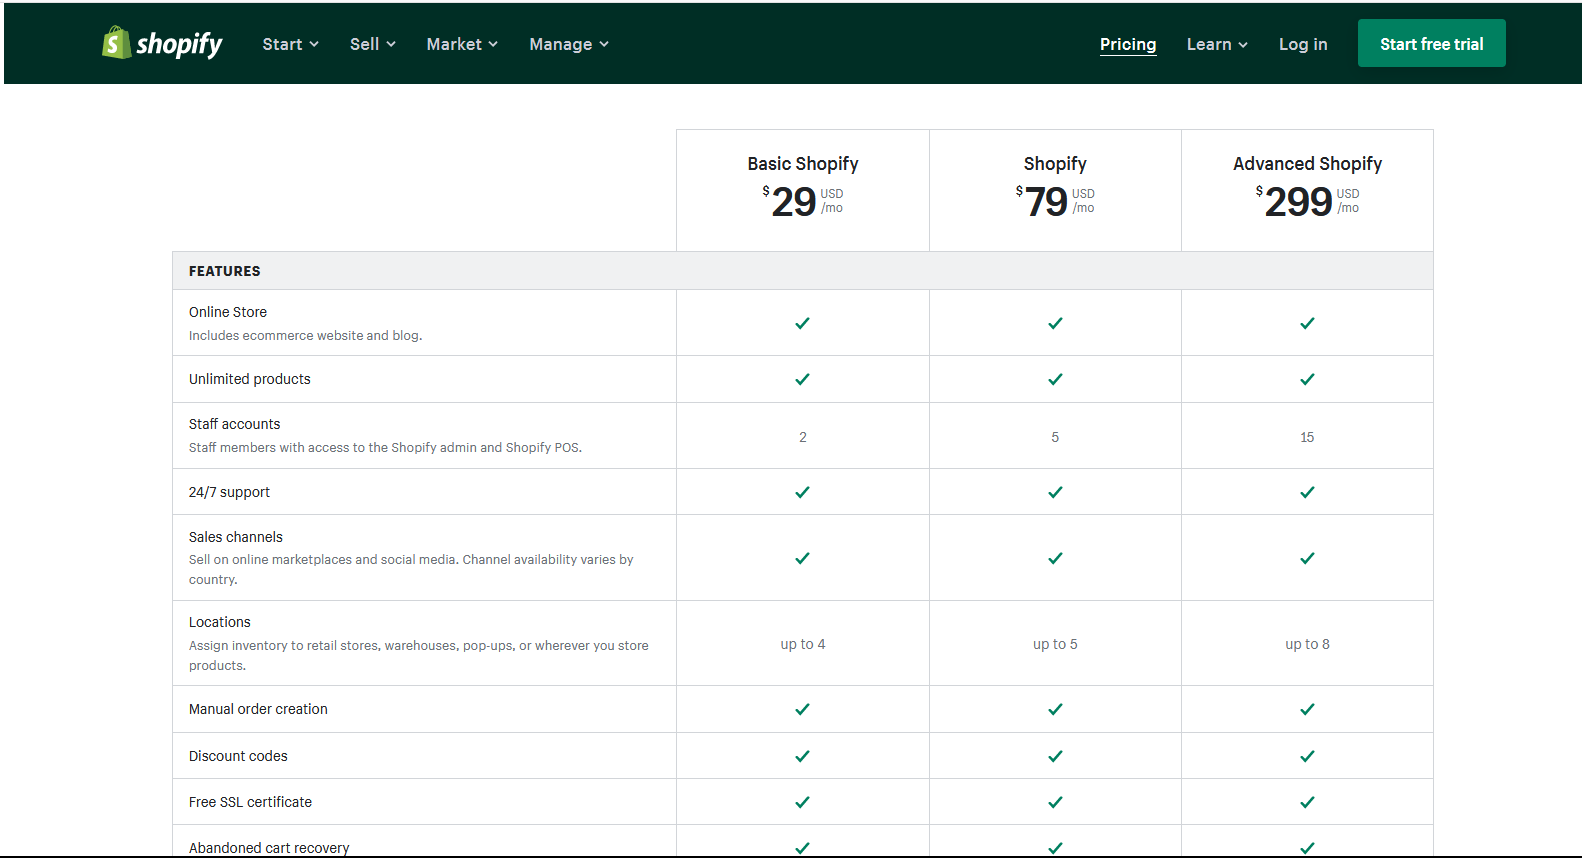 shopify Start Sell Market Manage Pricing Learn Log in Start free trial
Basic Shopify Shopify Advanced Shopify
$29 USD /mo $79 USD /mo $299 USD /mo
FEATURES
Online Store
Includes ecommerce website and blog.
Unlimited products
Staff accounts
Staff members with access to the Shopify admin and Shopify POS.
2 5 15
24/7 support
Sales channels
Sell on online marketplaces and social media. Channel availability varies by
country.
Locations
Assign inventory to retail stores, warehouses, pop-ups, or wherever you store
products.
up to 4 up to 5 up to 8
Manual order creation
Discount codes
Free SSL certificate
Abandoned cart recovery